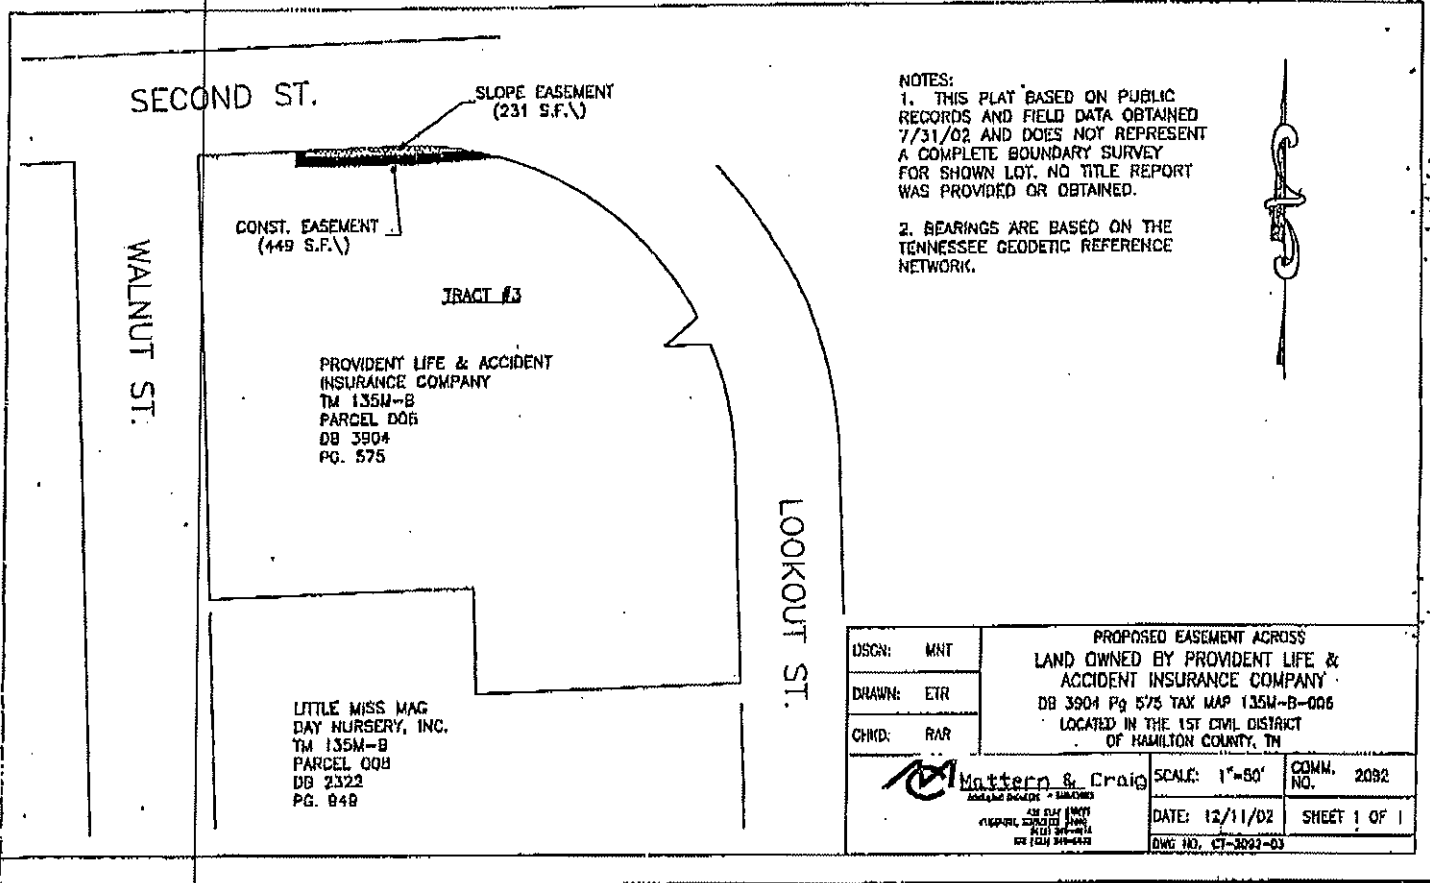 SECOND ST.
SLOPE EASEMENT
(231 S.F.\)
CONST. EASEMENT
(449 S.F.\)
WALNUT ST.
TRACT #3
PROVIDENT LIFE & ACCIDENT
INSURANCE COMPANY
TM 135M-B
PARCEL 006
DB 3904
PG. 575
LOOKOUT ST.
LITTLE MISS MAG
DAY NURSERY, INC.
TM 135M-B
PARCEL 008
DB 2322
PG. 848
NOTES:
1. THIS PLAT BASED ON PUBLIC
RECORDS AND FIELD DATA OBTAINED
7/31/02 AND DOES NOT REPRESENT
A COMPLETE BOUNDARY SURVEY
FOR SHOWN LOT. NO TITLE REPORT
WAS PROVIDED OR OBTAINED.
2. BEARINGS ARE BASED ON THE
TENNESSEE GEODETIC REFERENCE
NETWORK.
DSGN: MNT
DRAWN: ETR
CHKD: RAR
PROPOSED EASEMENT ACROSS
LAND OWNED BY PROVIDENT LIFE &
ACCIDENT INSURANCE COMPANY
DB 3904 Pg 575 TAX MAP 135M-B-006
LOCATED IN THE 1ST CIVIL DISTRICT
OF HAMILTON COUNTY, TN
Mattern & Craig
SCALE: 1"=50'
COMM. NO. 2092
DATE: 12/11/02
SHEET 1 OF 1
DWG NO. CT-2092-03